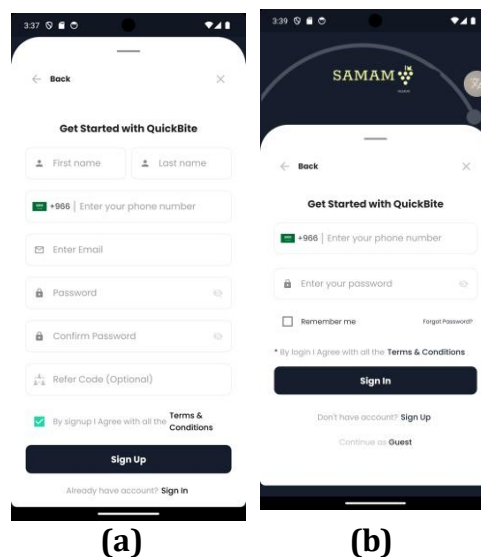 3:37
Back
Get Started with QuickBite
First name
Last name
+966
Enter your phone number
Enter Email
Password
Confirm Password
Refer Code (Optional)
By signup I Agree with all the Terms & Conditions
Sign Up
Already have account? Sign In
(a)
3:39
SAMAM
Back
Get Started with QuickBite
+966
Enter your phone number
Enter your password
Remember me
Forgot Password?
* By login I Agree with all the Terms & Conditions
Sign In
Don't have account? Sign Up
Continue as Guest
(b)